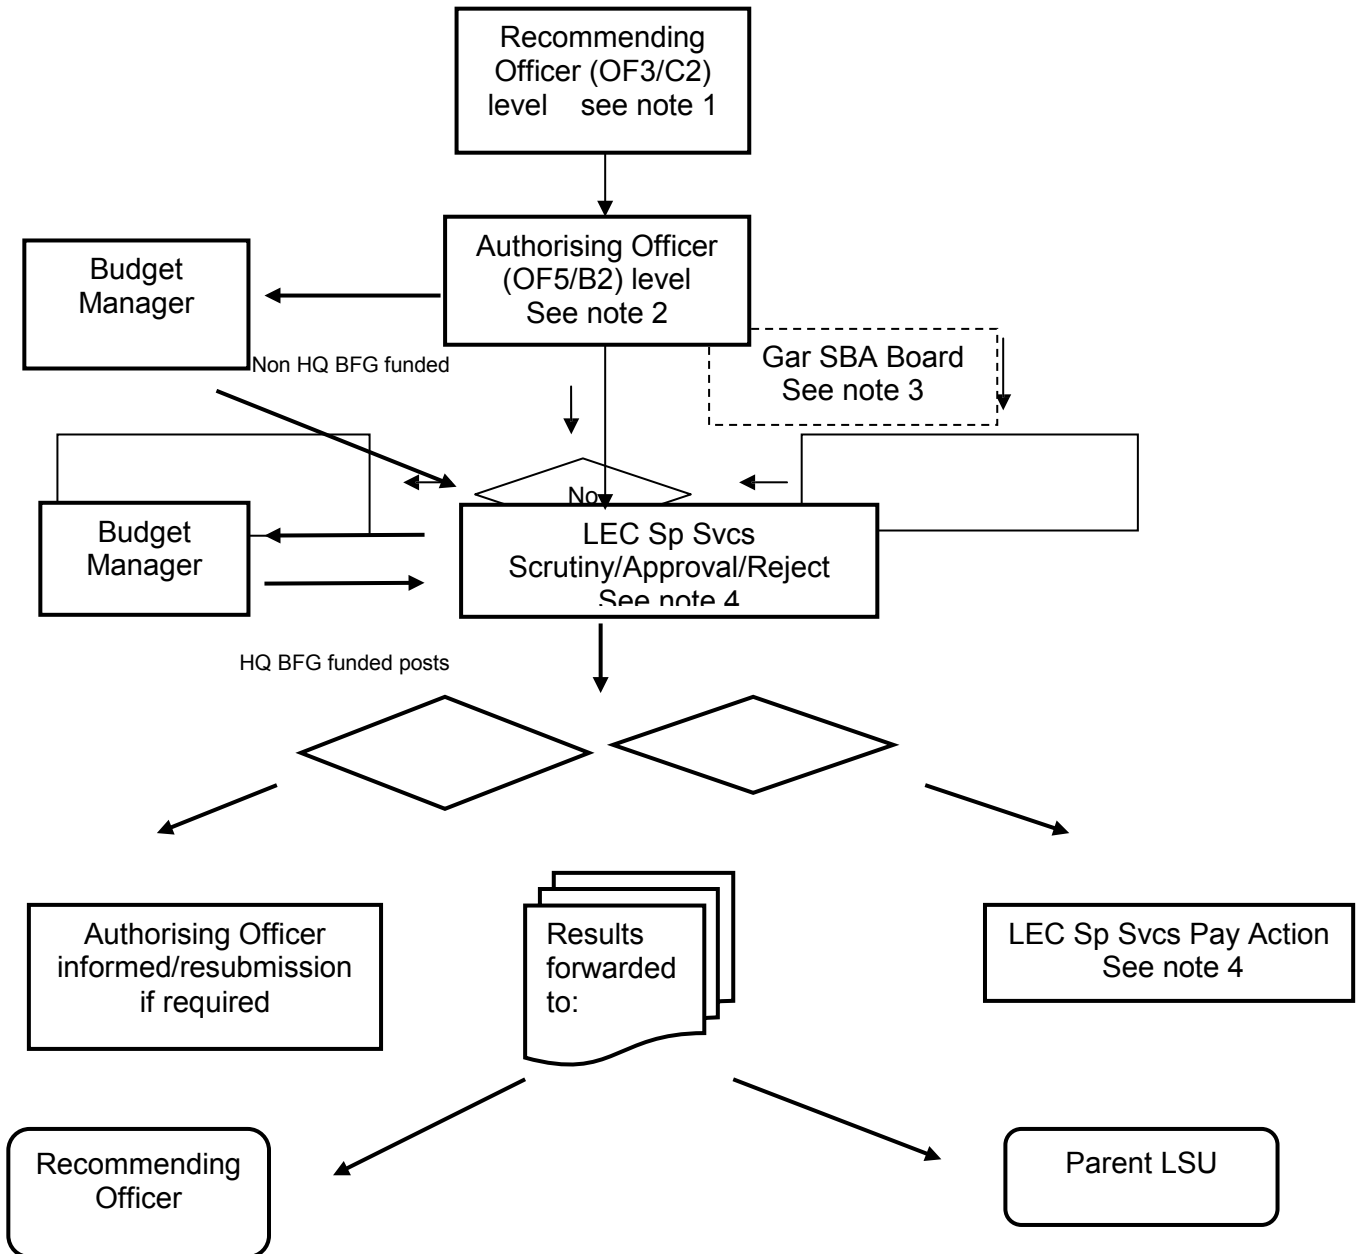 Recommending
Officer (OF3/C2)
level see note 1
Authorising Officer
(OF5/B2) level
See note 2
Budget
Manager
Non HQ BFG funded
Gar SBA Board
See note 3
No
Budget
Manager
LEC Sp Svcs
Scrutiny/Approval/Reject
See note 4
HQ BFG funded posts
Authorising Officer
informed/resubmission
if required
Results
forwarded
to:
LEC Sp Svcs Pay Action
See note 4
Recommending
Officer
Parent LSU